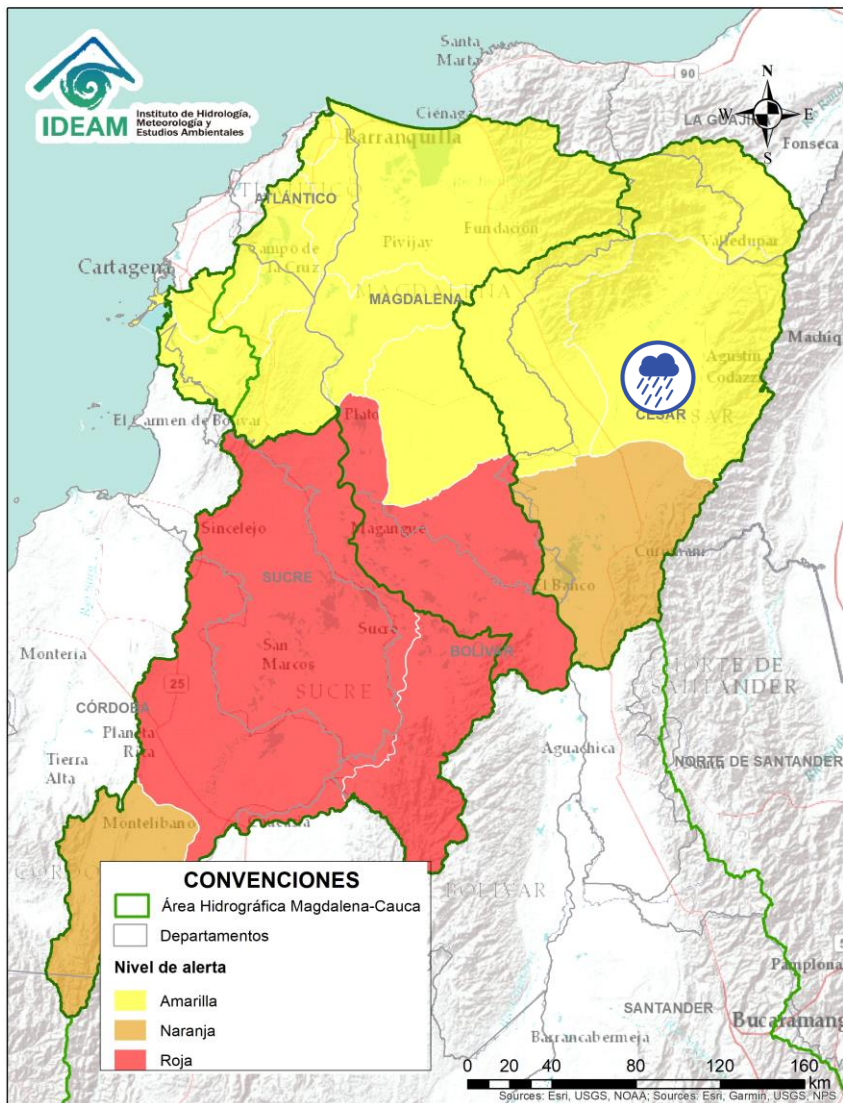 IDEAM
Instituto de Hidrología,
Meteorología y
Estudios Ambientales
Santa
Marta
90
N
W
E
S
Ciénaga
LA GUAJIRA
Fonseca
Barranquilla
ATLÁNTICO
Campo de
la Cruz
Pivijay
Fundación
Valledupar
Cartagena
MAGDALENA
Agustín
Codazzi
CESAR
Machiq
El Carmen de Bolívar
Plato
Sincelejo
Magangué
SUCRE
El Banco
Curumaní
San
Marcos
Sucre
BOLÍVAR
SUCRE
Montería
25
CÓRDOBA
Planeta
Rica
NORTE DE
SANTANDER
Tierra
Alta
Aguachica
NORTE DE SANTANDER
Montelíbano
Caucasia
BOLÍVAR
CONVENCIONES
Área Hidrográfica Magdalena-Cauca
Departamentos
Nivel de alerta
Amarilla
Naranja
Roja
Pamplona
SANTANDER
Bucaramang
Barrancabermeja
0 20 40 80 120 160
km
Sources: Esri, USGS, NOAA; Sources: Esri, Garmin, USGS, NPS